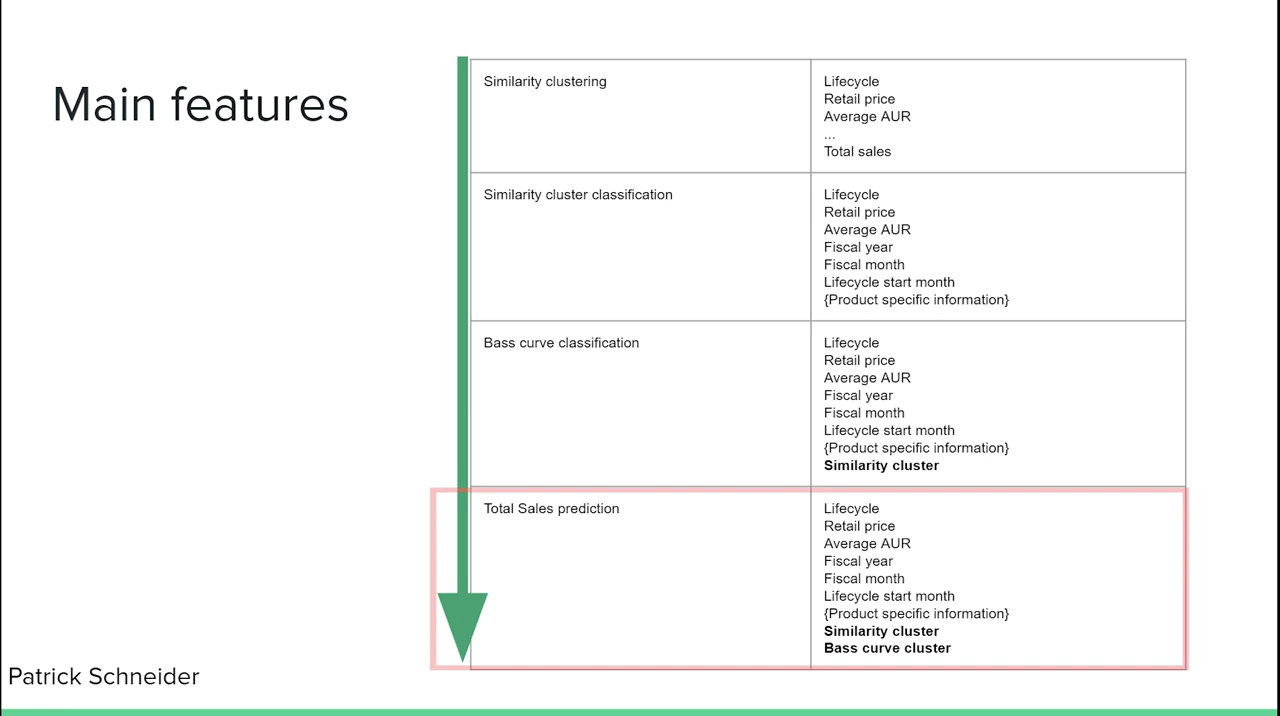 Main features
Similarity clustering
Lifecycle
Retail price
Average AUR
...
Total sales
Similarity cluster classification
Lifecycle
Retail price
Average AUR
Fiscal year
Fiscal month
Lifecycle start month
{Product specific information}
Bass curve classification
Lifecycle
Retail price
Average AUR
Fiscal year
Fiscal month
Lifecycle start month
{Product specific information}
Similarity cluster
Total Sales prediction
Lifecycle
Retail price
Average AUR
Fiscal year
Fiscal month
Lifecycle start month
{Product specific information}
Similarity cluster
Bass curve cluster
Patrick Schneider